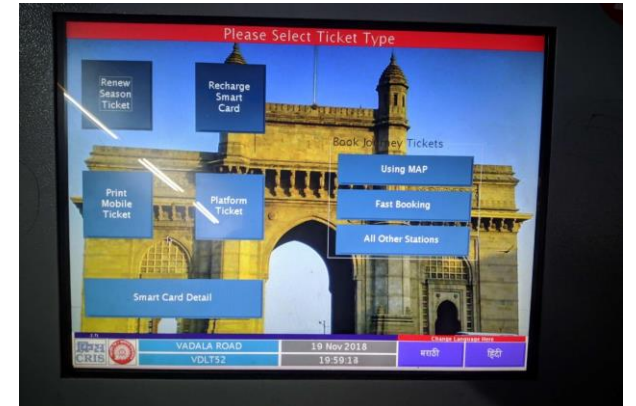 Please Select Ticket Type
Renew
Season
Ticket
Recharge
Smart
Card
Book Journey Tickets
Using MAP
Fast Booking
All Other Stations
Print
Mobile
Ticket
Platform
Ticket
Smart Card Detail
Change Language Here
क्रिस
CRIS
VADALA ROAD
VDLT52
19 Nov 2018
19:59:14
मराठी
हिंदी